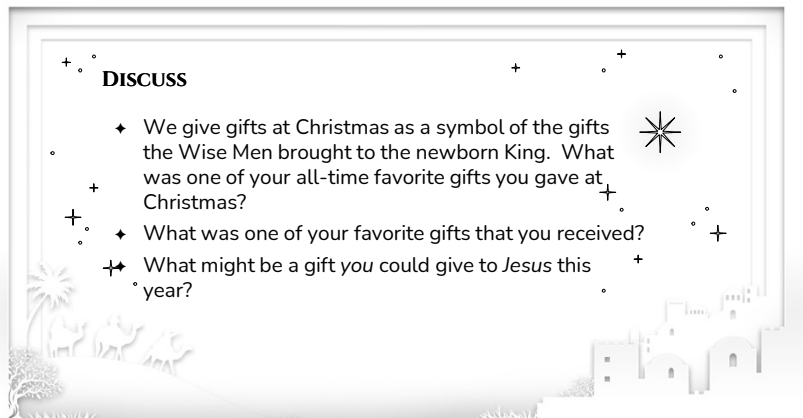 DISCUSS
✦ We give gifts at Christmas as a symbol of the gifts
the Wise Men brought to the newborn King.  What
was one of your all-time favorite gifts you gave at
Christmas?
✦ What was one of your favorite gifts that you received?
✦ What might be a gift you could give to Jesus this
year?